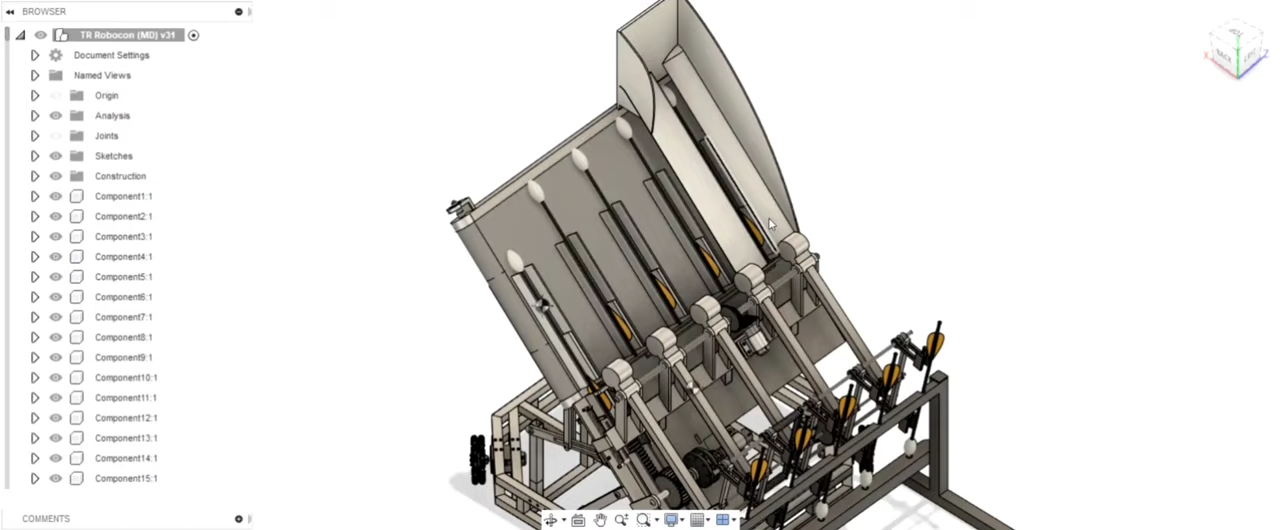 BROWSER
TR Robocon (MD) v31
Document Settings
Named Views
Origin
Analysis
Joints
Sketches
Construction
Component1:1
Component2:1
Component3:1
Component4:1
Component5:1
Component6:1
Component7:1
Component8:1
Component9:1
Component10:1
Component11:1
Component12:1
Component13:1
Component14:1
Component15:1
COMMENTS
BACK
X
Z